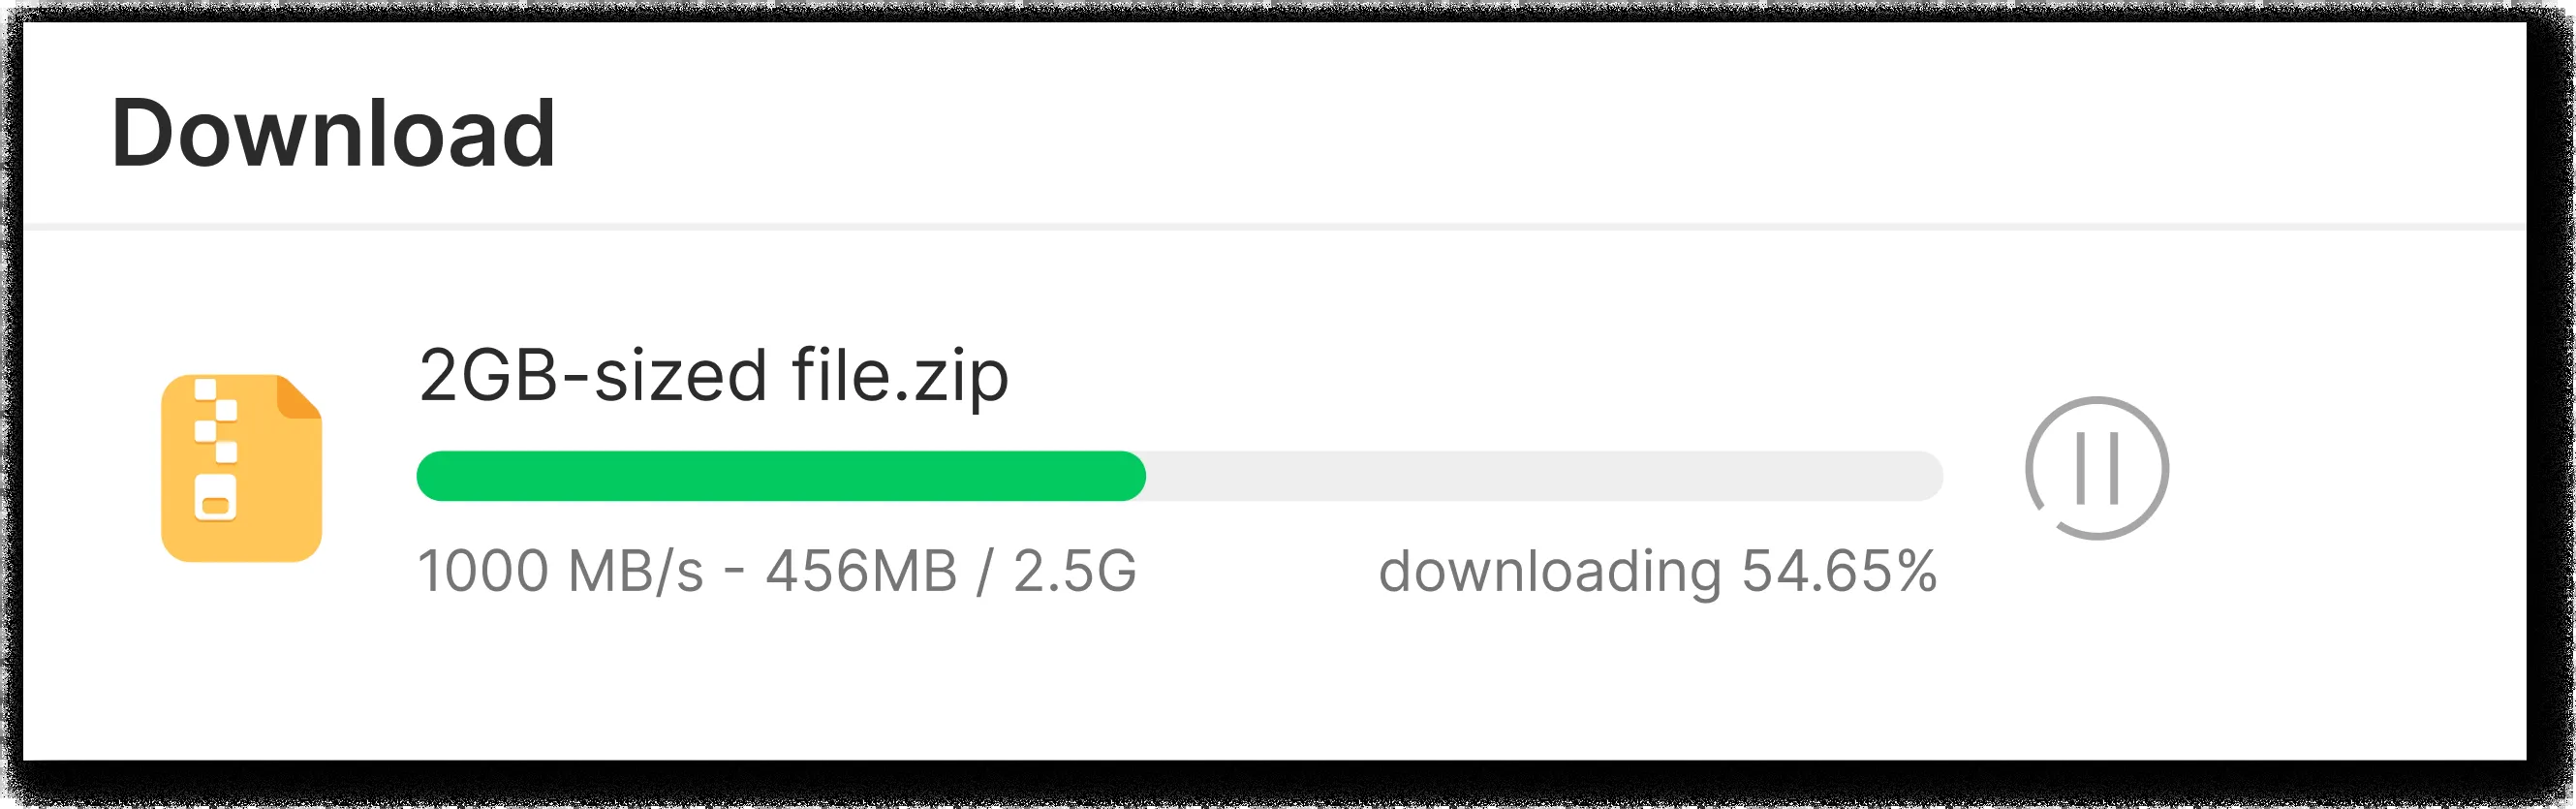 Download
2GB-sized file.zip
1000 MB/s - 456MB / 2.5G
downloading 54.65%